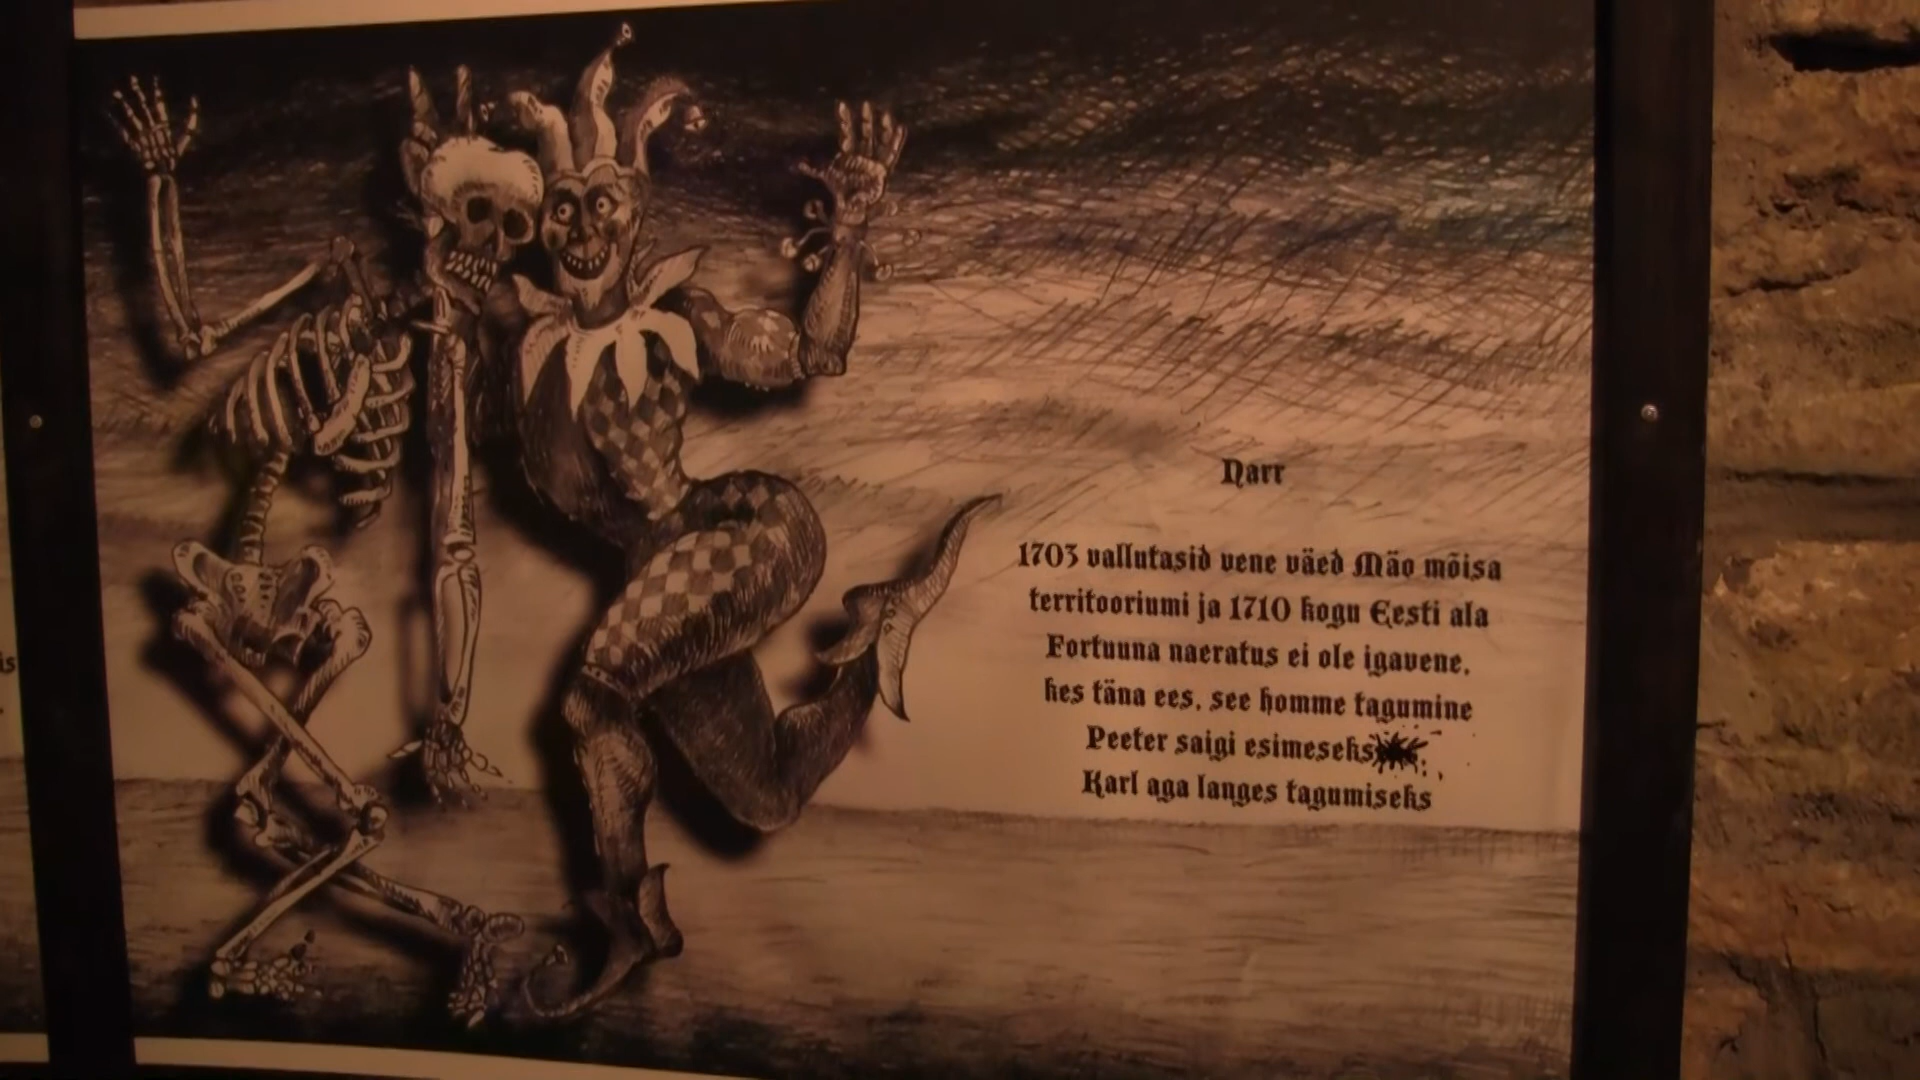 Narr
1703 vallutasid vene väed Mäo mõisa
territooriumi ja 1710 kogu Eesti ala
Fortuuna naeratus ei ole igavene,
kes täna ees, see homme tagumine
Peeter saigi esimeseks
Karl aga langes tagumiseks
is